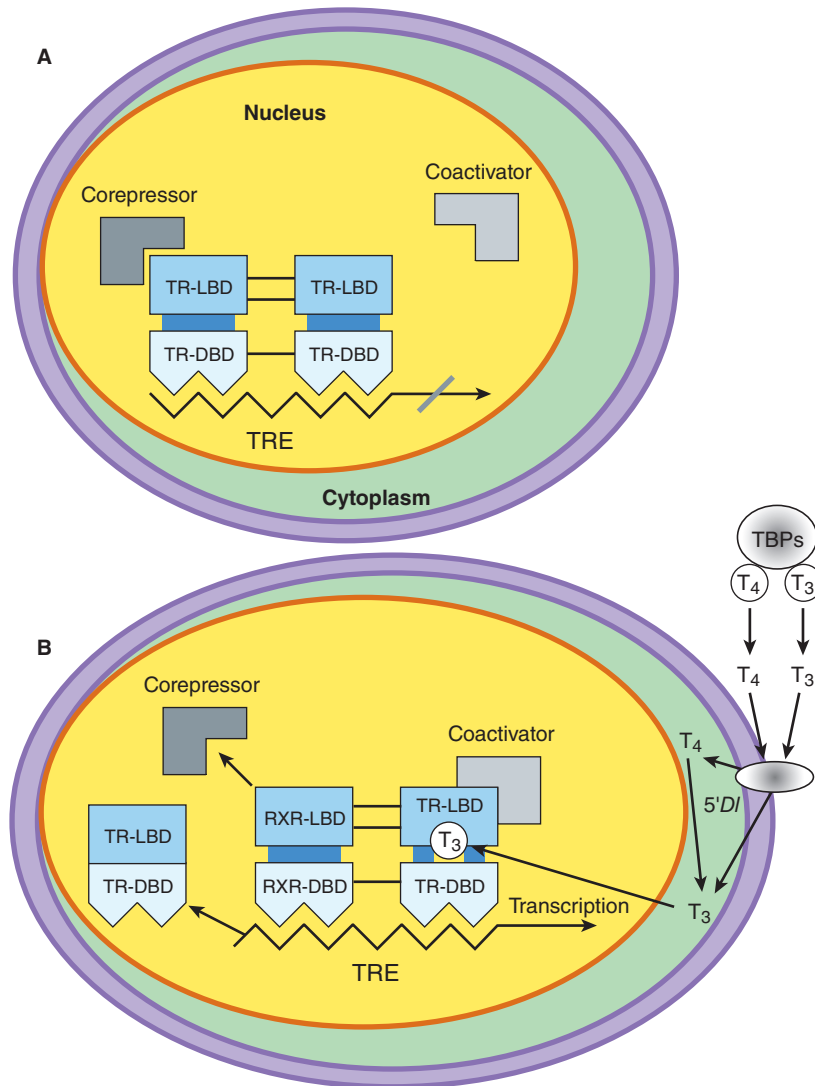 A
Nucleus
Corepressor
Coactivator
TR-LBD
TR-LBD
TR-DBD
TR-DBD
TRE
Cytoplasm
TBPs
T4
T3
T4
T3
B
Corepressor
Coactivator
T4
5'DI
RXR-LBD
TR-LBD
TR-LBD
T3
RXR-DBD
TR-DBD
TR-DBD
Transcription
T3
TRE